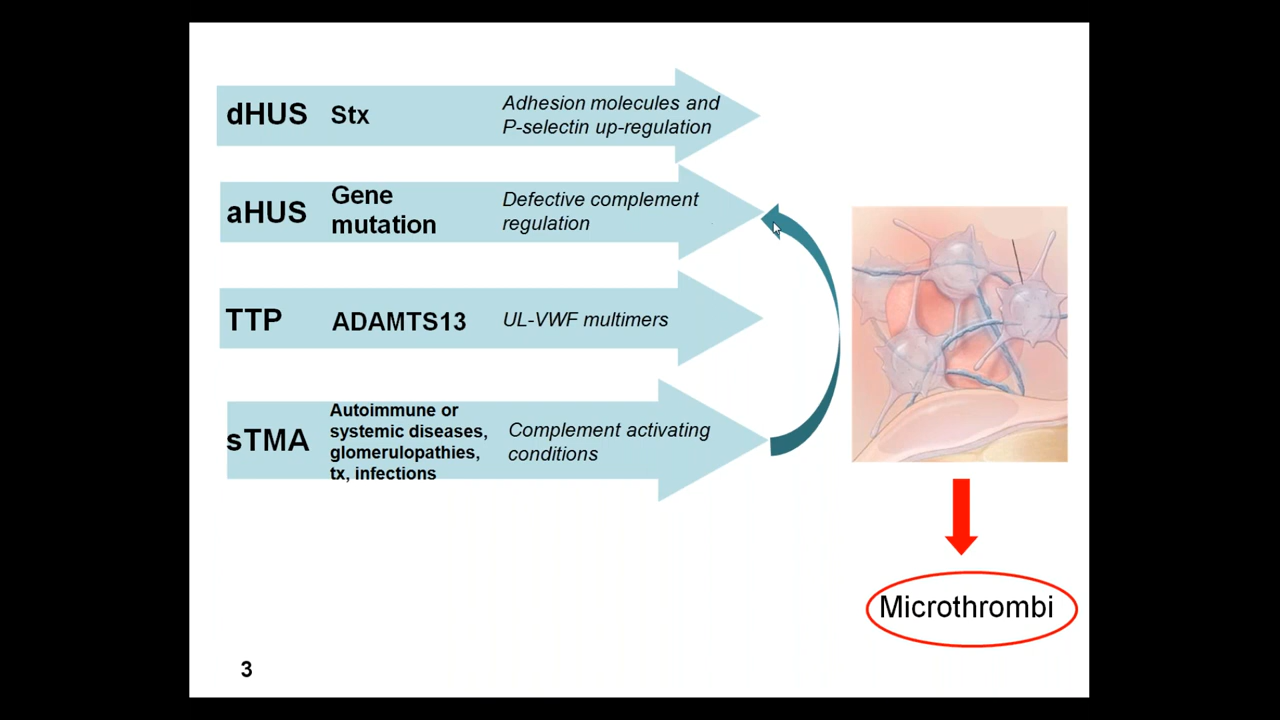 dHUS Stx Adhesion molecules and
P-selectin up-regulation
aHUS Gene
mutation
Defective complement
regulation
TTP ADAMTS13 UL-VWF multimers
sTMA
Autoimmune or
systemic diseases,
glomerulopathies,
tx, infections
Complement activating
conditions
Microthrombi
3